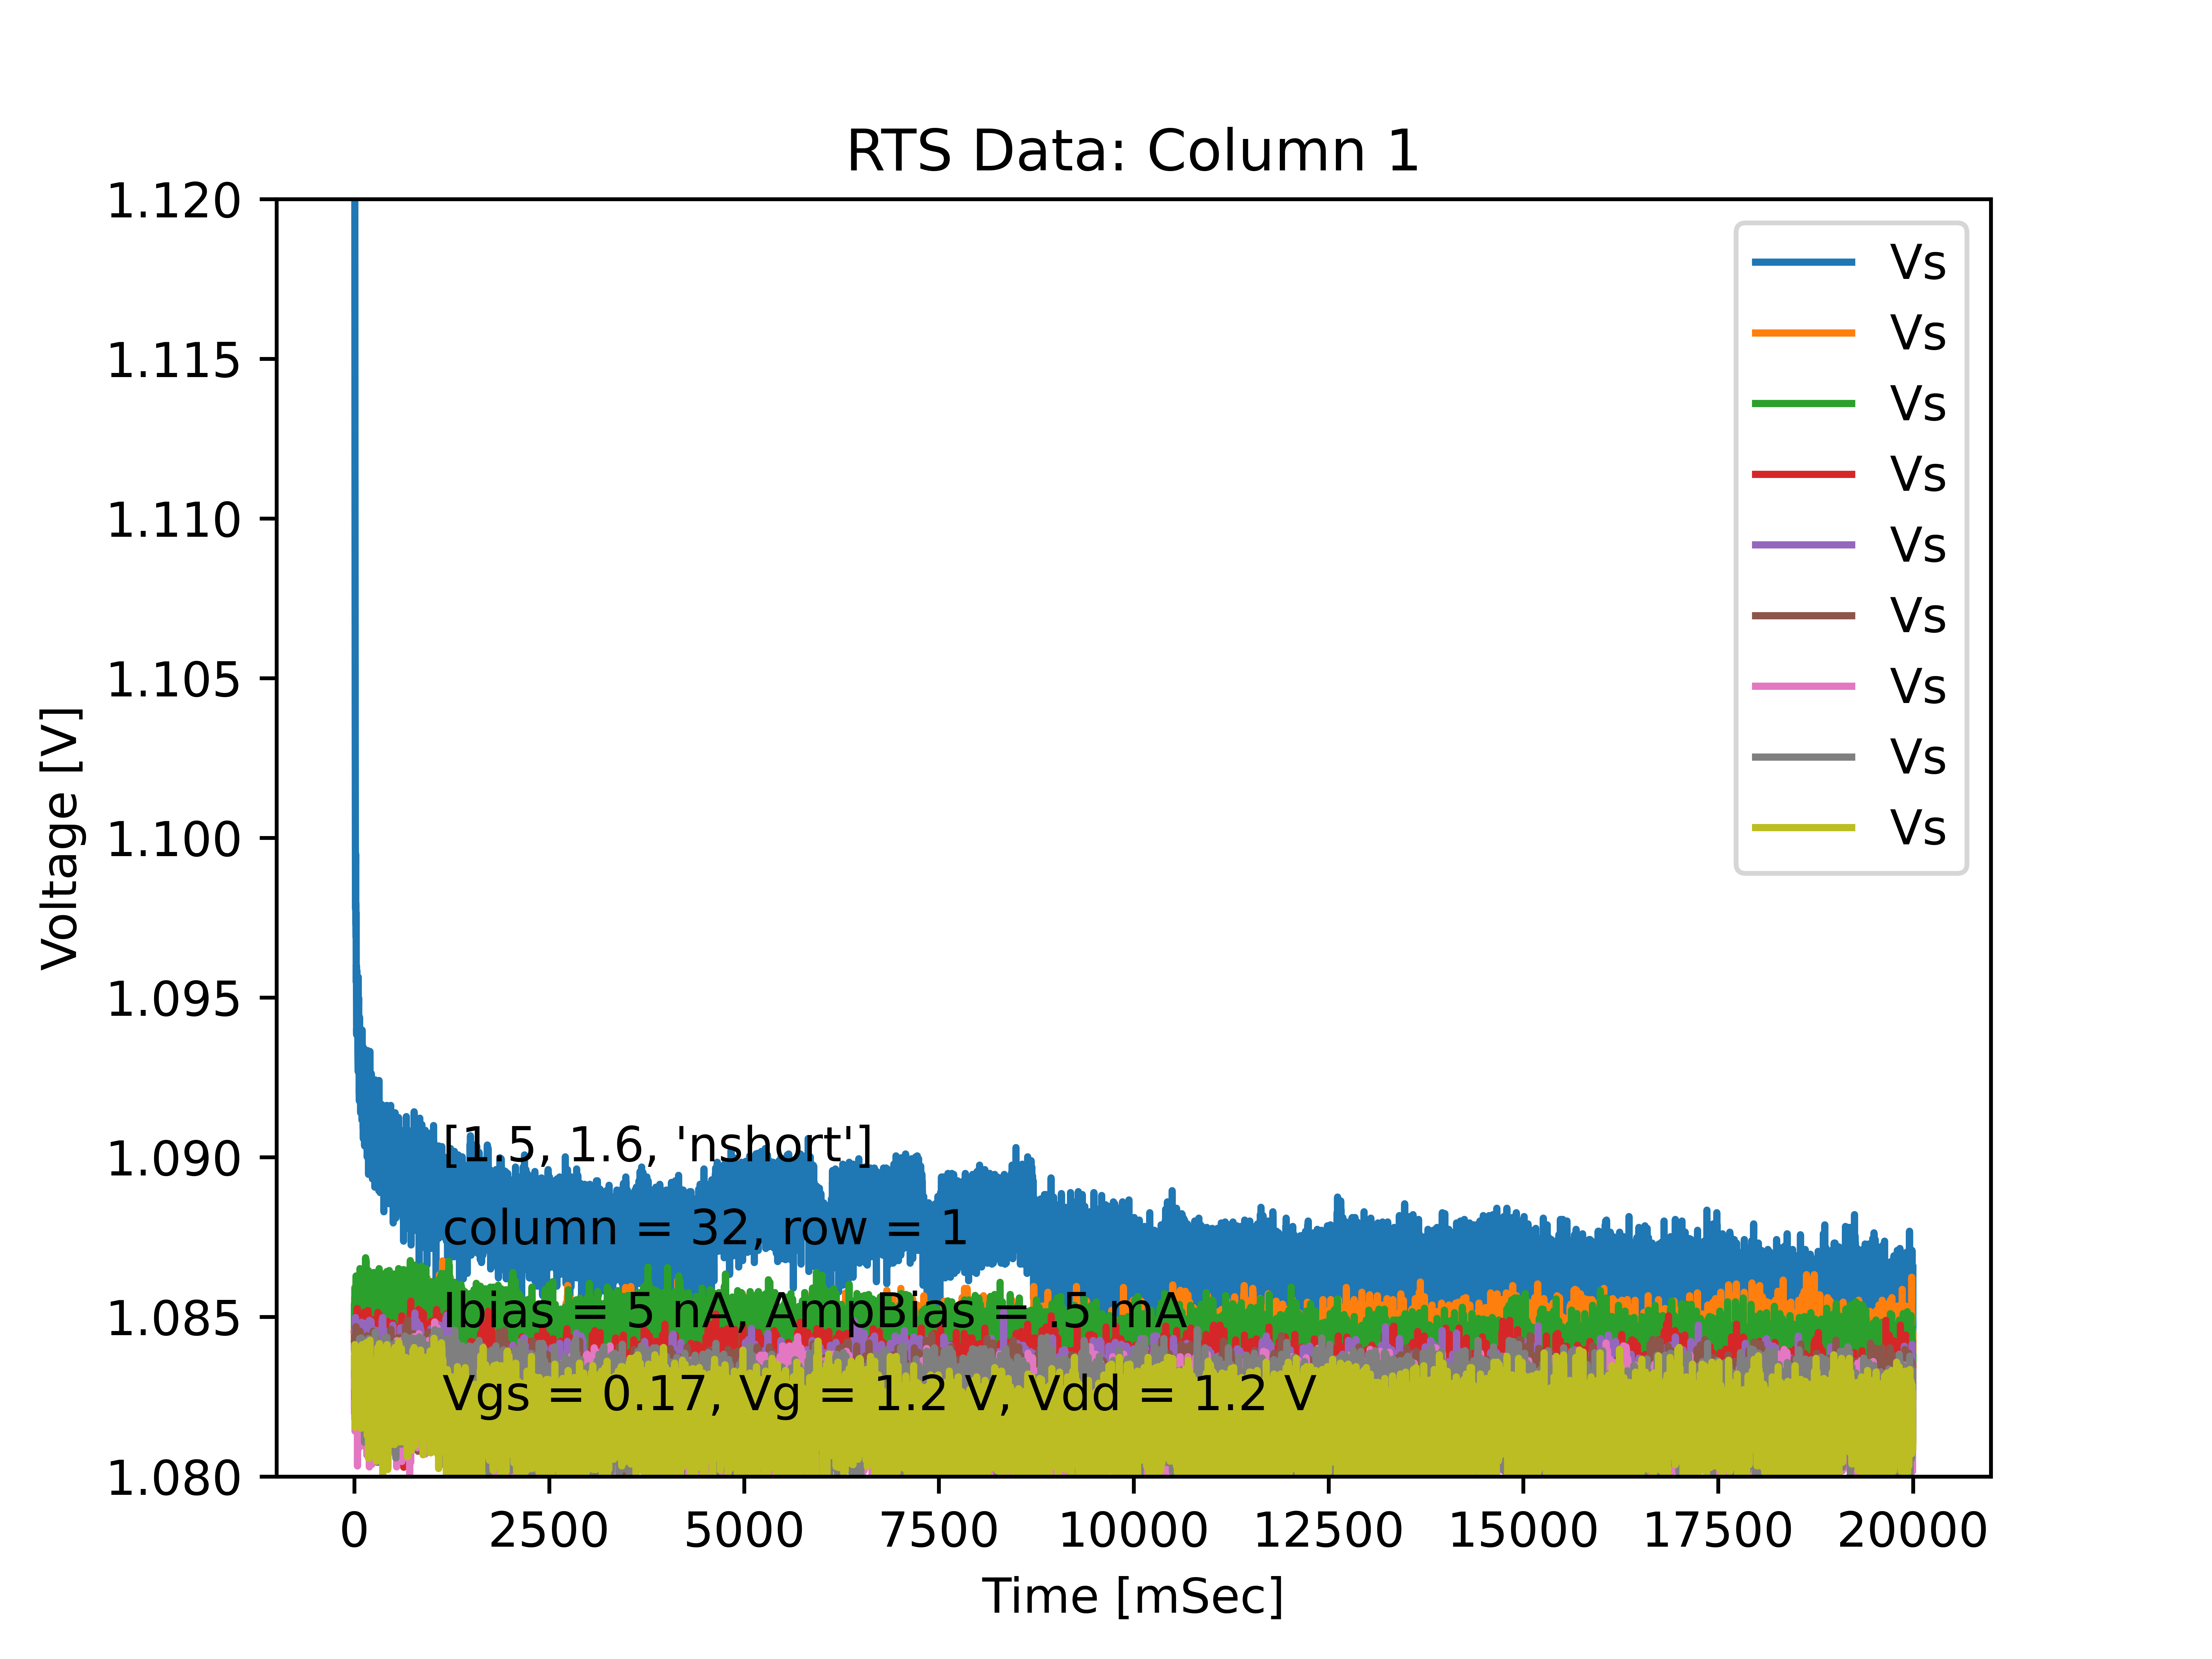 RTS Data: Column 1
1.120
1.115
1.110
1.105
1.100
1.095
1.090
1.085
1.080
Voltage [V]
Vs
Vs
Vs
Vs
Vs
Vs
Vs
Vs
Vs
[1.5, 1.6, 'nshort']
column = 32, row = 1
Ibias = 5 nA, AmpBias = .5 mA
Vgs = 0.17, Vg = 1.2 V, Vdd = 1.2 V
0 2500 5000 7500 10000 12500 15000 17500 20000
Time [mSec]